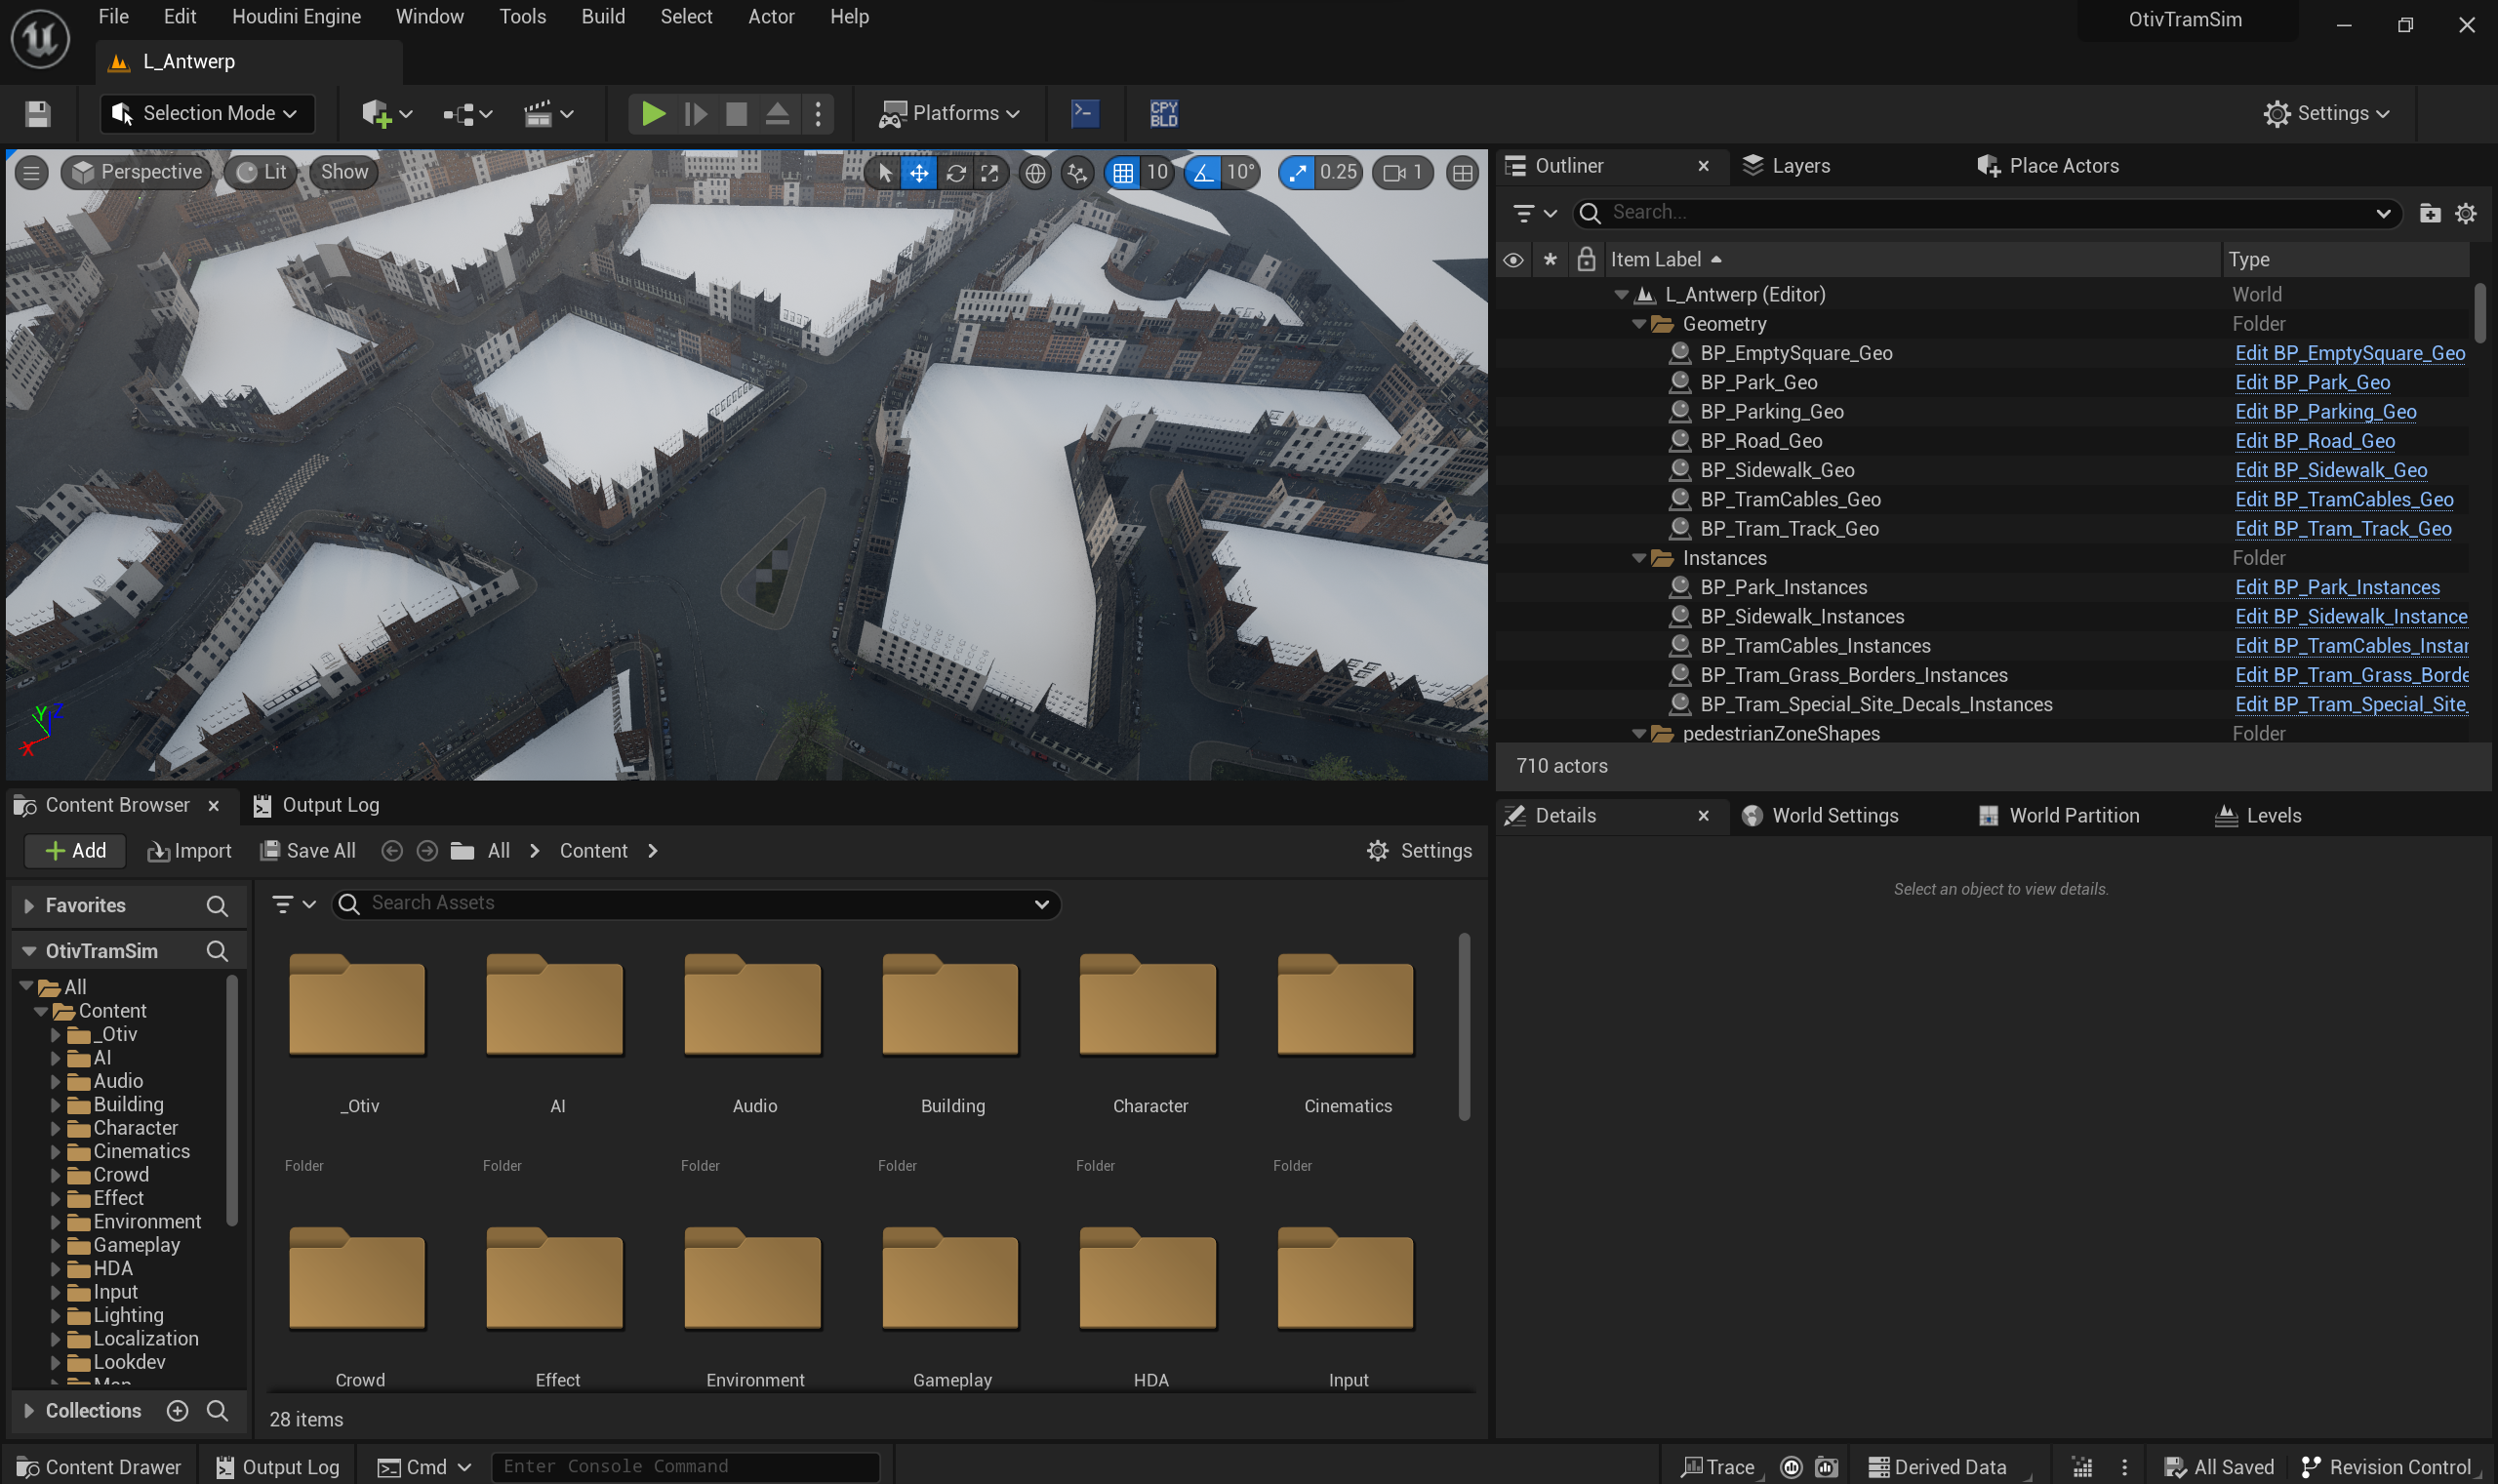 File Edit Houdini Engine Window Tools Build Select Actor Help
OtivTramSim
L_Antwerp
Selection Mode
Platforms
CPY
BLD
Settings
Perspective Lit Show
10 10° 0.25 1
X Y Z
Outliner Layers Place Actors
Search...
Item Label Type
L_Antwerp (Editor) World
Geometry Folder
BP_EmptySquare_Geo Edit BP_EmptySquare_Geo
BP_Park_Geo Edit BP_Park_Geo
BP_Parking_Geo Edit BP_Parking_Geo
BP_Road_Geo Edit BP_Road_Geo
BP_Sidewalk_Geo Edit BP_Sidewalk_Geo
BP_TramCables_Geo Edit BP_TramCables_Geo
BP_Tram_Track_Geo Edit BP_Tram_Track_Geo
Instances Folder
BP_Park_Instances Edit BP_Park_Instances
BP_Sidewalk_Instances Edit BP_Sidewalk_Instance
BP_TramCables_Instances Edit BP_TramCables_Instar
BP_Tram_Grass_Borders_Instances Edit BP_Tram_Grass_Borde
BP_Tram_Special_Site_Decals_Instances Edit BP_Tram_Special_Site_
pedestrianZoneShapes Folder
710 actors
Content Browser Output Log
Add Import Save All All Content Settings
Favorites
Search Assets
OtivTramSim
All
Content
_Otiv
AI
Audio
Building
Character
Cinematics
Crowd
Effect
Environment
Gameplay
HDA
Input
Lighting
Localization
Lookdev
Map
Collections
_Otiv AI Audio Building Character Cinematics
Folder Folder Folder Folder Folder Folder
Crowd Effect Environment Gameplay HDA Input
28 items
Details World Settings World Partition Levels
Select an object to view details.
Content Drawer Output Log Cmd Enter Console Command
Trace Derived Data All Saved Revision Control